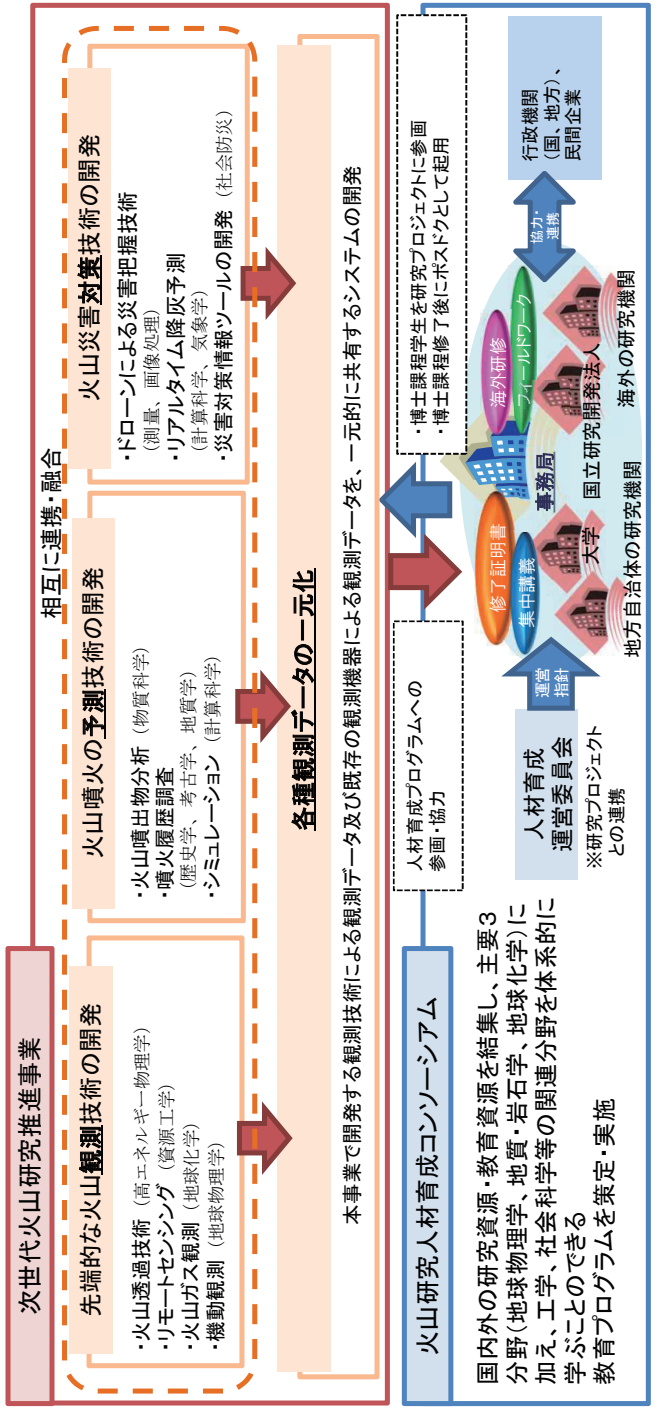 次世代火山研究推進事業
相互に連携・融合
先端的な火山観測技術の開発
・火山透過技術（高エネルギー物理学）
・リモートセンシング（資源工学）
・火山ガス観測（地球化学）
・機動観測（地球物理学）
火山噴火の予測技術の開発
・火山噴出物分析（物質科学）
・噴火履歴調査
（歴史学、考古学、地質学）
・シミュレーション（計算科学）
火山災害対策技術の開発
・ドローンによる災害把握技術
（測量、画像処理）
・リアルタイム降灰予測
（計算科学、気象学）
・災害対策情報ツールの開発（社会防災）
各種観測データの一元化
本事業で開発する観測技術による観測データ及び既存の観測機器による観測データを、一元的に共有するシステムの開発
火山研究人材育成コンソーシアム
国内外の研究資源・教育資源を結集し、主要３
分野（地球物理学、地質・岩石学、地球化学）に
加え、工学、社会科学等の関連分野を体系的に
学ぶことのできる
教育プログラムを策定・実施
人材育成プログラムへの
参画・協力
・博士課程学生を研究プロジェクトに参画
・博士課程修了後にポスドクとして起用
人材育成
運営委員会
※研究プロジェクト
との連携
運営
指針
修了証明書
集中講義
海外研修
フィールドワーク
事務局
大学
国立研究開発法人
地方自治体の研究機関
海外の研究機関
協力・
連携
行政機関
（国、地方）、
民間企業